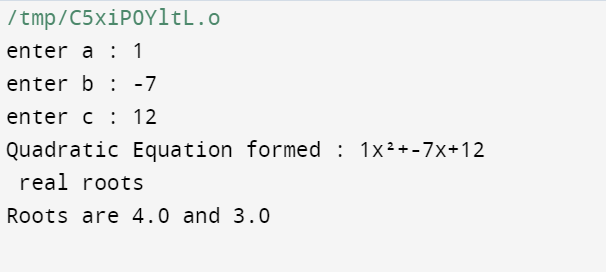 /tmp/C5xiPOYltL.o
enter a : 1
enter b : -7
enter c : 12
Quadratic Equation formed : 1x²+-7x+12
 real roots
Roots are 4.0 and 3.0